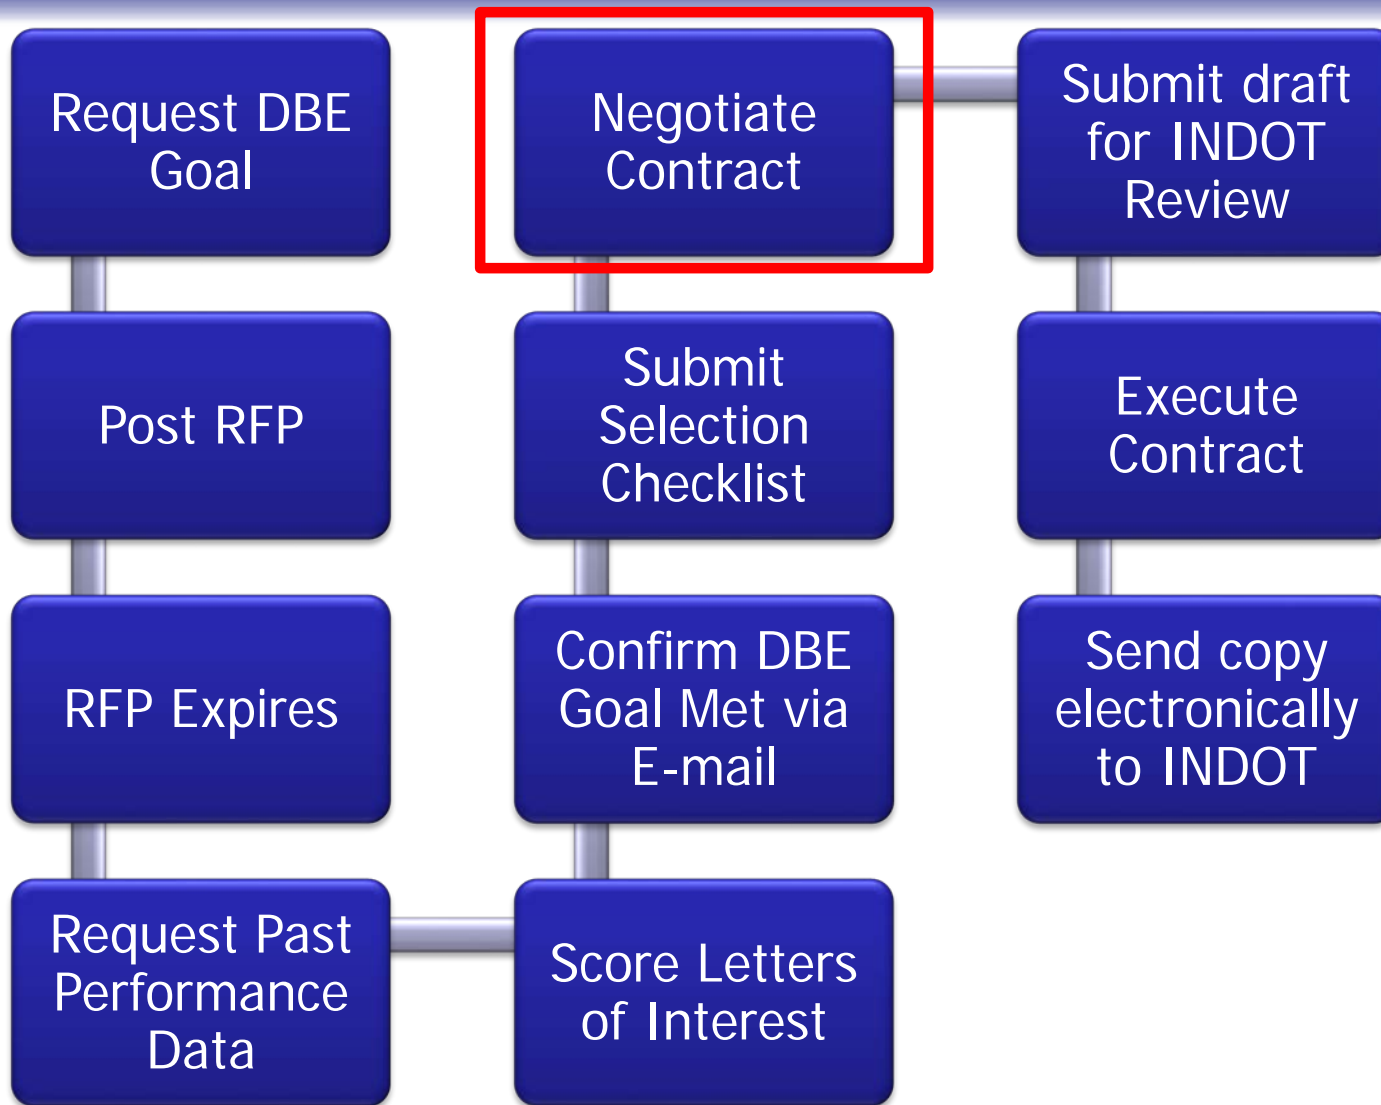 Request DBE
Goal
Post RFP
RFP Expires
Request Past
Performance
Data
Score Letters
of Interest
Confirm DBE
Goal Met via
E-mail
Submit
Selection
Checklist
Negotiate
Contract
Submit draft
for INDOT
Review
Execute
Contract
Send copy
electronically
to INDOT